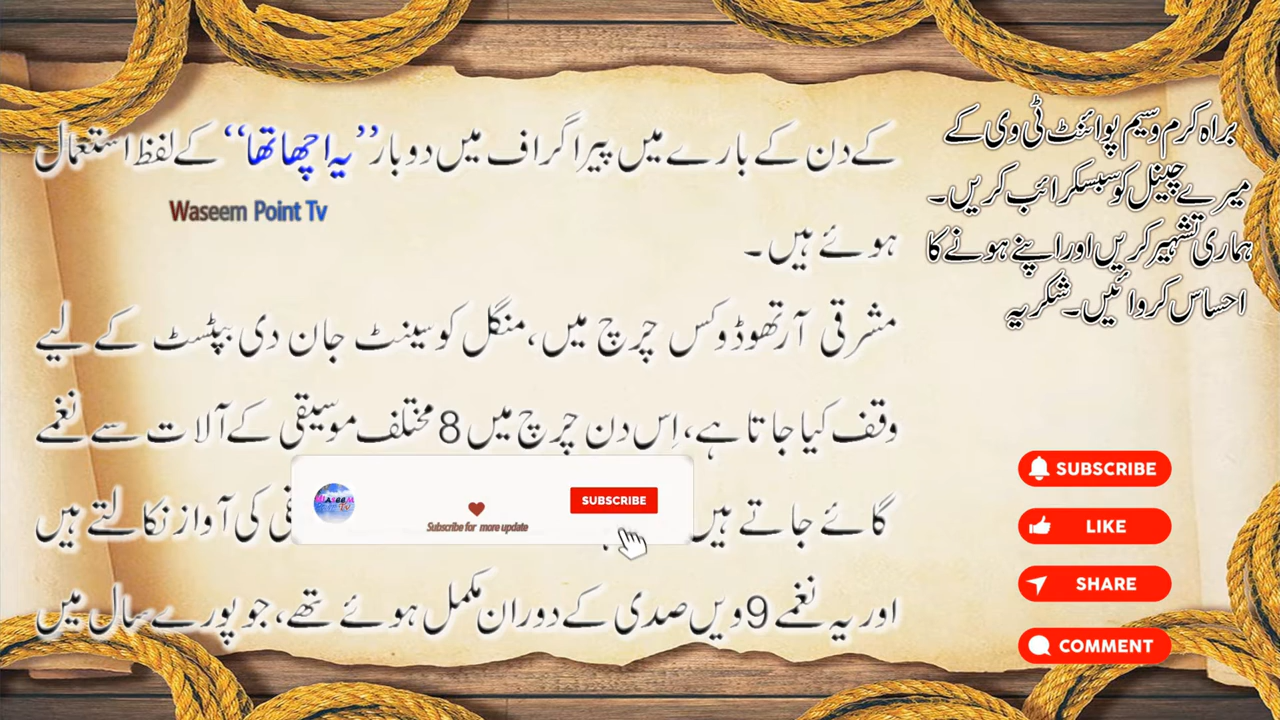 کے دن کے بارے میں پیراگراف میں دو بار ”یہ اچھا تھا“ کے لفظ استعمال
ہوئے ہیں۔
مشرقی آرتھوڈوکس چرچ میں، منگل کو سینٹ جان دی بپٹسٹ کے لیے
وقف کیا جاتا ہے، اِس دن چرچ میں 8 مختلف موسیقی کے آلات سے نغمے
گائے جاتے ہیں کی آواز نکالتے ہیں
اور یہ نغمے 9 ویں صدی کے دوران مکمل ہوئے تھے، جو پورے سال میں
Waseem Point Tv
Subscribe for more update
SUBSCRIBE
براہ کرم وسیم پوائنٹ ٹی وی کے
میرے چینل کو سبسکرائب کریں۔
ہماری تشہیر کریں اور اپنے ہونے کا
احساس کروائیں۔ شکریہ
SUBSCRIBE
LIKE
SHARE
COMMENT